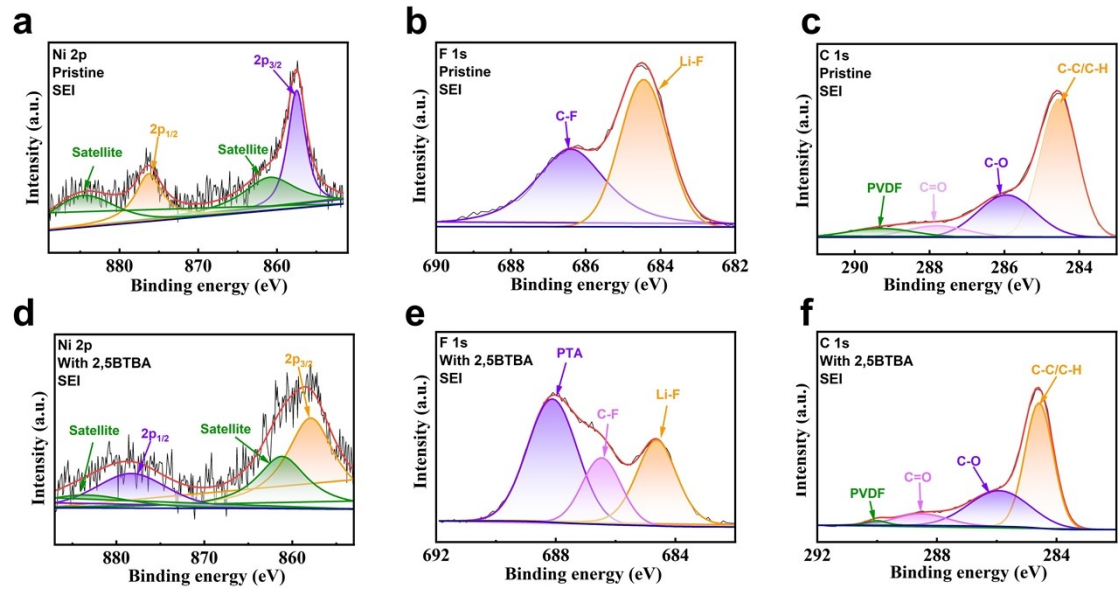 a
Ni 2p
Pristine
SEI
2p3/2
2p1/2
Satellite
Satellite
Intensity (a.u.)
880 870 860
Binding energy (eV)
b
F 1s
Pristine
SEI
C-F
Li-F
Intensity (a.u.)
690 688 686 684 682
Binding energy (eV)
c
C 1s
Pristine
SEI
C-C/C-H
C-O
C=O
PVDF
Intensity (a.u.)
290 288 286 284
Binding energy (eV)
d
Ni 2p
With 2,5BTBA
SEI
2p3/2
Satellite
2p1/2
Satellite
Intensity (a.u.)
880 870 860
Binding energy (eV)
e
F 1s
With 2,5BTBA
SEI
PTA
C-F
Li-F
Intensity (a.u.)
692 688 684
Binding energy (eV)
f
C 1s
With 2,5BTBA
SEI
C-C/C-H
C-O
C=O
PVDF
Intensity (a.u.)
292 288 284
Binding energy (eV)